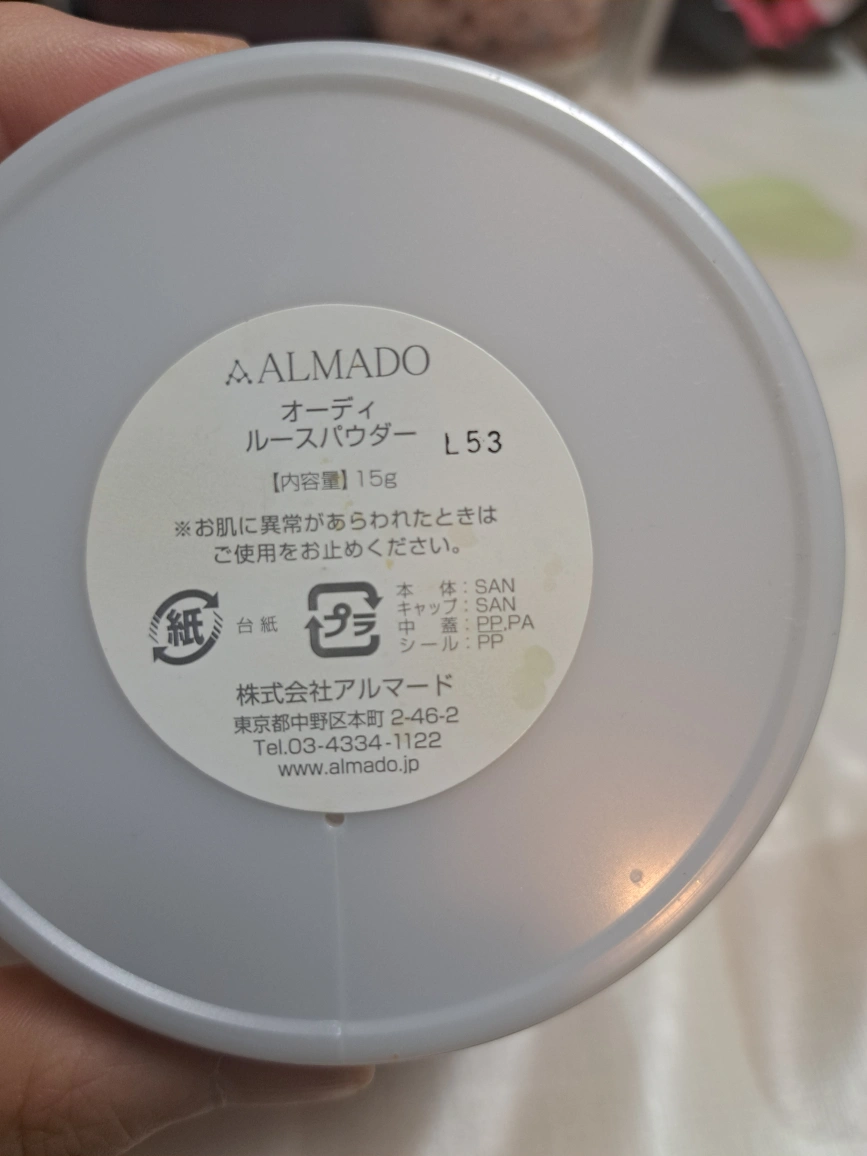 ALMADO
オーディ
ルースパウダー
L53
【内容量】15g
※お肌に異常があらわれたときは
ご使用をお止めください。
紙 台紙
プラ
本 体:SAN
キャップ:SAN
中 蓋:PP,PA
シール:PP
株式会社アルマード
東京都中野区本町 2-46-2
Tel.03-4334-1122
www.almado.jp